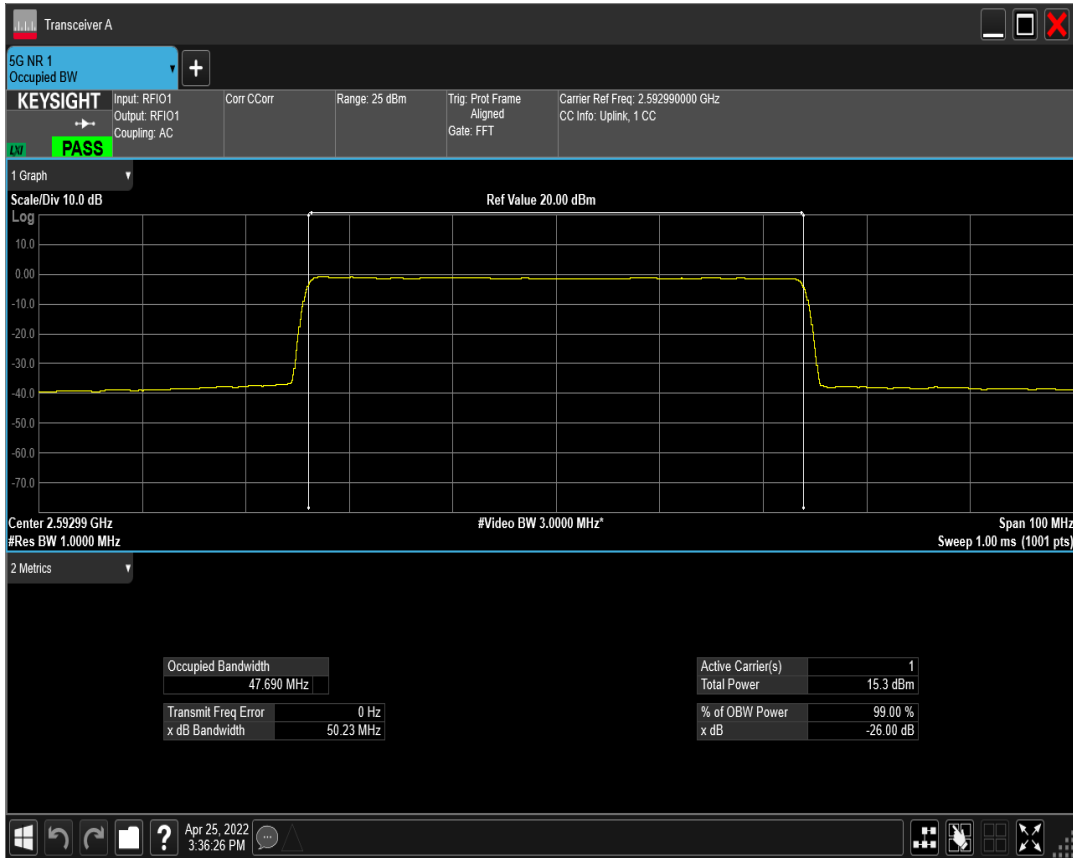 Transceiver A
5G NR 1
Occupied BW
KEYSIGHT
LXI
PASS
Input: RFIO1
Output: RFIO1
Coupling: AC
Corr CCorr
Range: 25 dBm
Trig: Prot Frame
Aligned
Gate: FFT
Carrier Ref Freq: 2.592990000 GHz
CC Info: Uplink, 1 CC
1 Graph
Scale/Div 10.0 dB
Ref Value 20.00 dBm
Log
10.0
0.00
-10.0
-20.0
-30.0
-40.0
-50.0
-60.0
-70.0
Center 2.59299 GHz
#Video BW 3.0000 MHz*
Span 100 MHz
#Res BW 1.0000 MHz
Sweep 1.00 ms (1001 pts)
2 Metrics
Occupied Bandwidth
47.690 MHz
Transmit Freq Error 0 Hz
x dB Bandwidth 50.23 MHz
Active Carrier(s) 1
Total Power 15.3 dBm
% of OBW Power 99.00 %
x dB -26.00 dB
?
Apr 25, 2022
3:36:26 PM